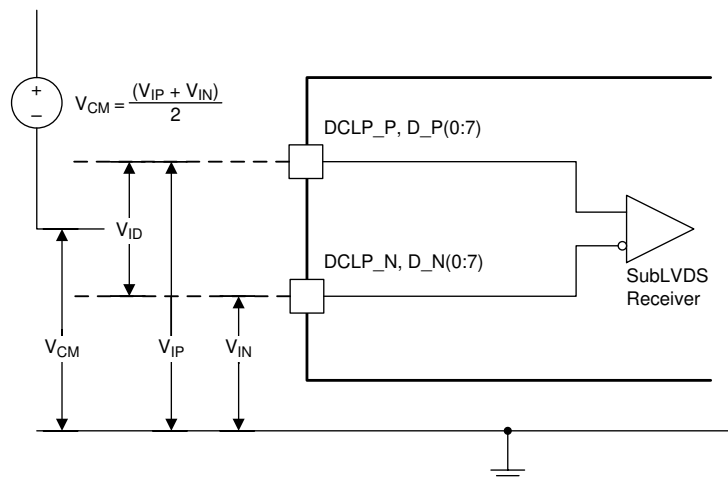 +
−
V_CM = (V_IP + V_IN)
2
DCLP_P, D_P(0:7)
V_ID
DCLP_N, D_N(0:7)
SubLVDS
Receiver
V_CM
V_IP
V_IN